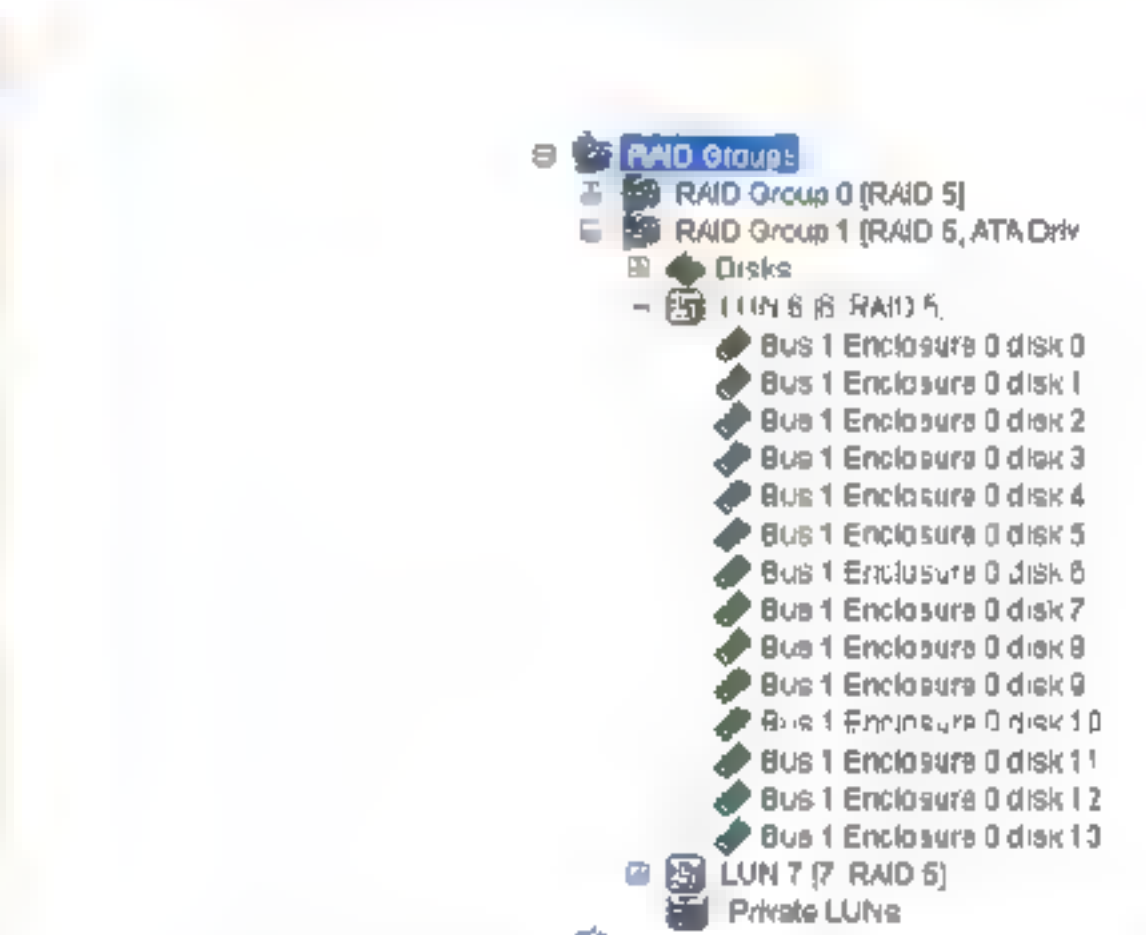 RAID Groups
RAID Group 0 [RAID 5]
RAID Group 1 [RAID 5, ATA Driv
Disks
LUN 6 [6 RAID 5,
Bus 1 Enclosure 0 disk 0
Bus 1 Enclosure 0 disk 1
Bus 1 Enclosure 0 disk 2
Bus 1 Enclosure 0 disk 3
Bus 1 Enclosure 0 disk 4
Bus 1 Enclosure 0 disk 5
Bus 1 Enclosure 0 disk 6
Bus 1 Enclosure 0 disk 7
Bus 1 Enclosure 0 disk 8
Bus 1 Enclosure 0 disk 9
Bus 1 Enclosure 0 disk 10
Bus 1 Enclosure 0 disk 11
Bus 1 Enclosure 0 disk 12
Bus 1 Enclosure 0 disk 13
LUN 7 [7 RAID 5]
Private LUNs